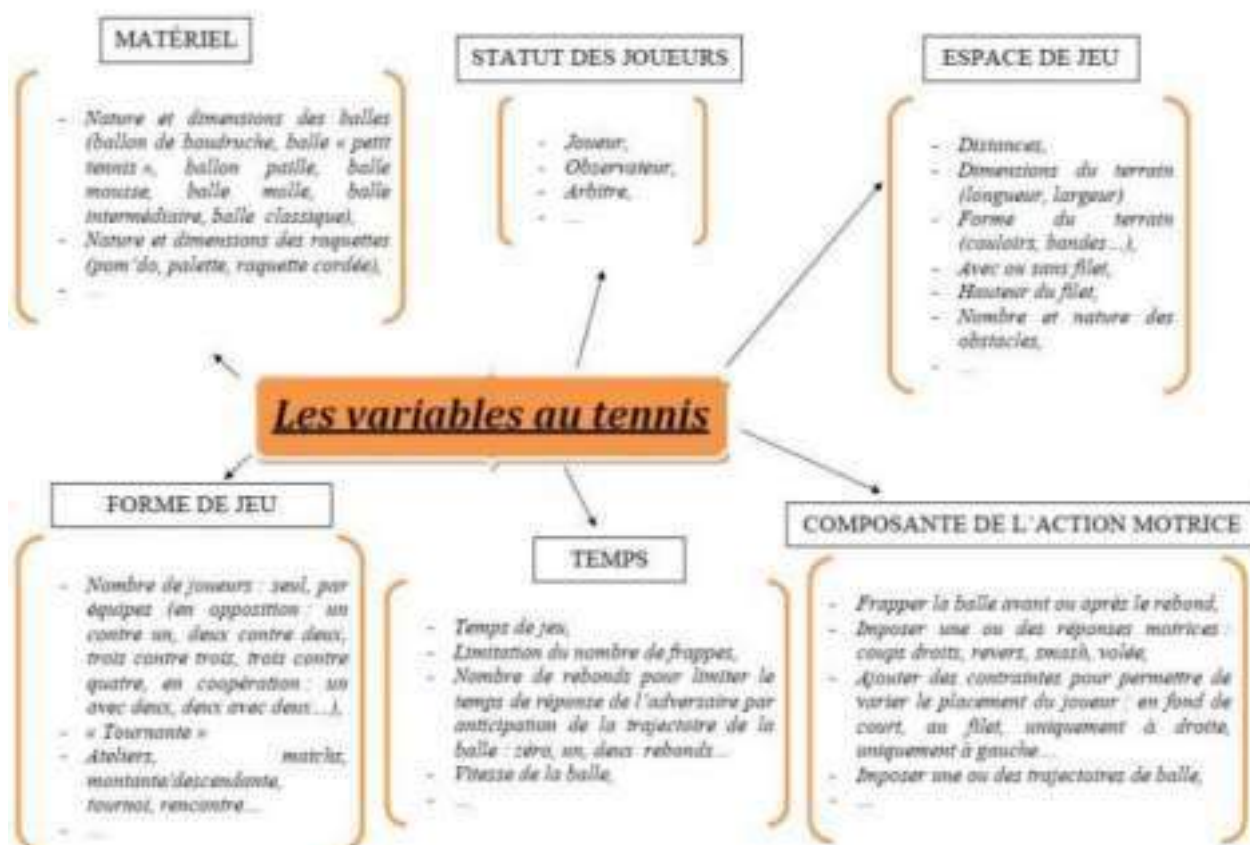 MATÉRIEL
- Nature et dimensions des balles
(ballon de baudruche, balle « petit
tennis », ballon paille, balle
mousse, balle molle, balle
intermédiaire, balle classique),
- Nature et dimensions des raquettes
(pom'do, palette, raquette cordée),
- ...
STATUT DES JOUEURS
- Joueur,
- Observateur,
- Arbitre,
- ...
ESPACE DE JEU
- Distances,
- Dimensions du terrain
(longueur, largeur)
- Forme du terrain
(couloirs, bandes...),
- Avec ou sans filet,
- Hauteur du filet,
- Nombre et nature des
obstacles,
- ...
Les variables au tennis
FORME DE JEU
- Nombre de joueurs : seul, par
équipes (en opposition : un
contre un, deux contre deux,
trois contre trois, trois contre
quatre, en coopération : un
avec deux, deux avec deux...),
- « Tournante »
- Ateliers, matchs,
montante/descendante,
tournoi, rencontre...
- ...
TEMPS
- Temps de jeu,
- Limitation du nombre de frappes,
- Nombre de rebonds pour limiter le
temps de réponse de l'adversaire par
anticipation de la trajectoire de la
balle : zéro, un, deux rebonds...
- Vitesse de la balle,
- ...
COMPOSANTE DE L'ACTION MOTRICE
- Frapper la balle avant ou après le rebond,
- Imposer une ou des réponses motrices :
coups droits, revers, smash, volée,
- Ajouter des contraintes pour permettre de
varier le placement du joueur : en fond de
court, au filet, uniquement à droite,
uniquement à gauche...
- Imposer une ou des trajectoires de balle,
- ...